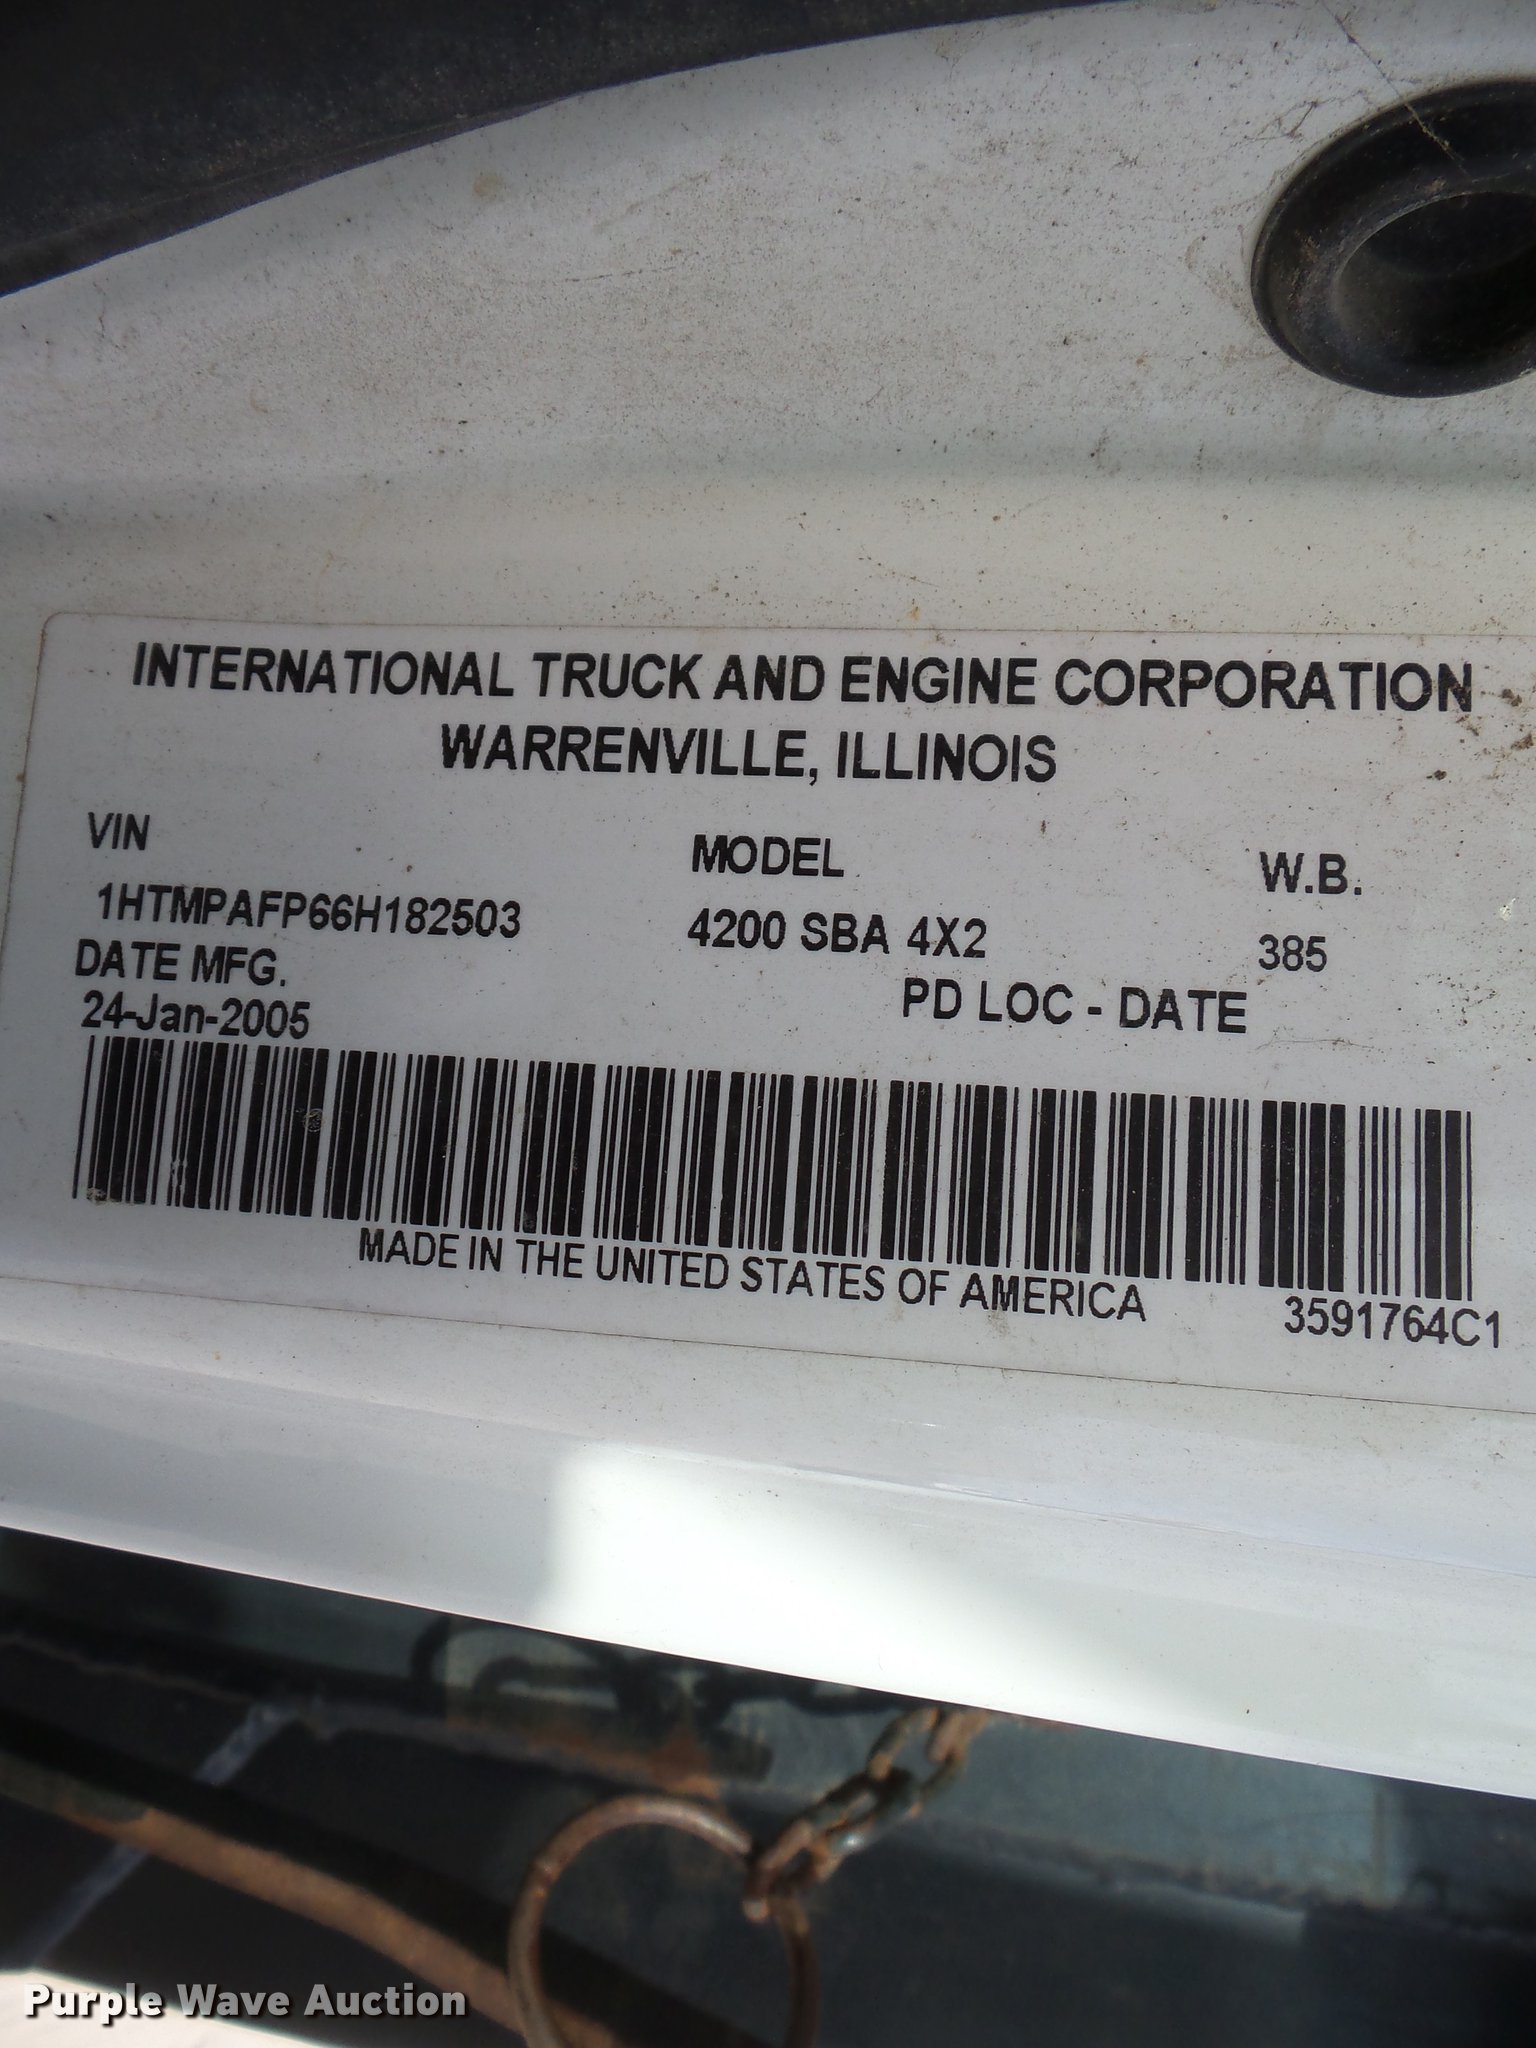 INTERNATIONAL TRUCK AND ENGINE CORPORATION
WARRENVILLE, ILLINOIS
VIN MODEL W.B.
1HTMPAFP66H182503 4200 SBA 4X2 385
DATE MFG. PD LOC - DATE
24-Jan-2005
MADE IN THE UNITED STATES OF AMERICA 3591764C1
Purple Wave Auction